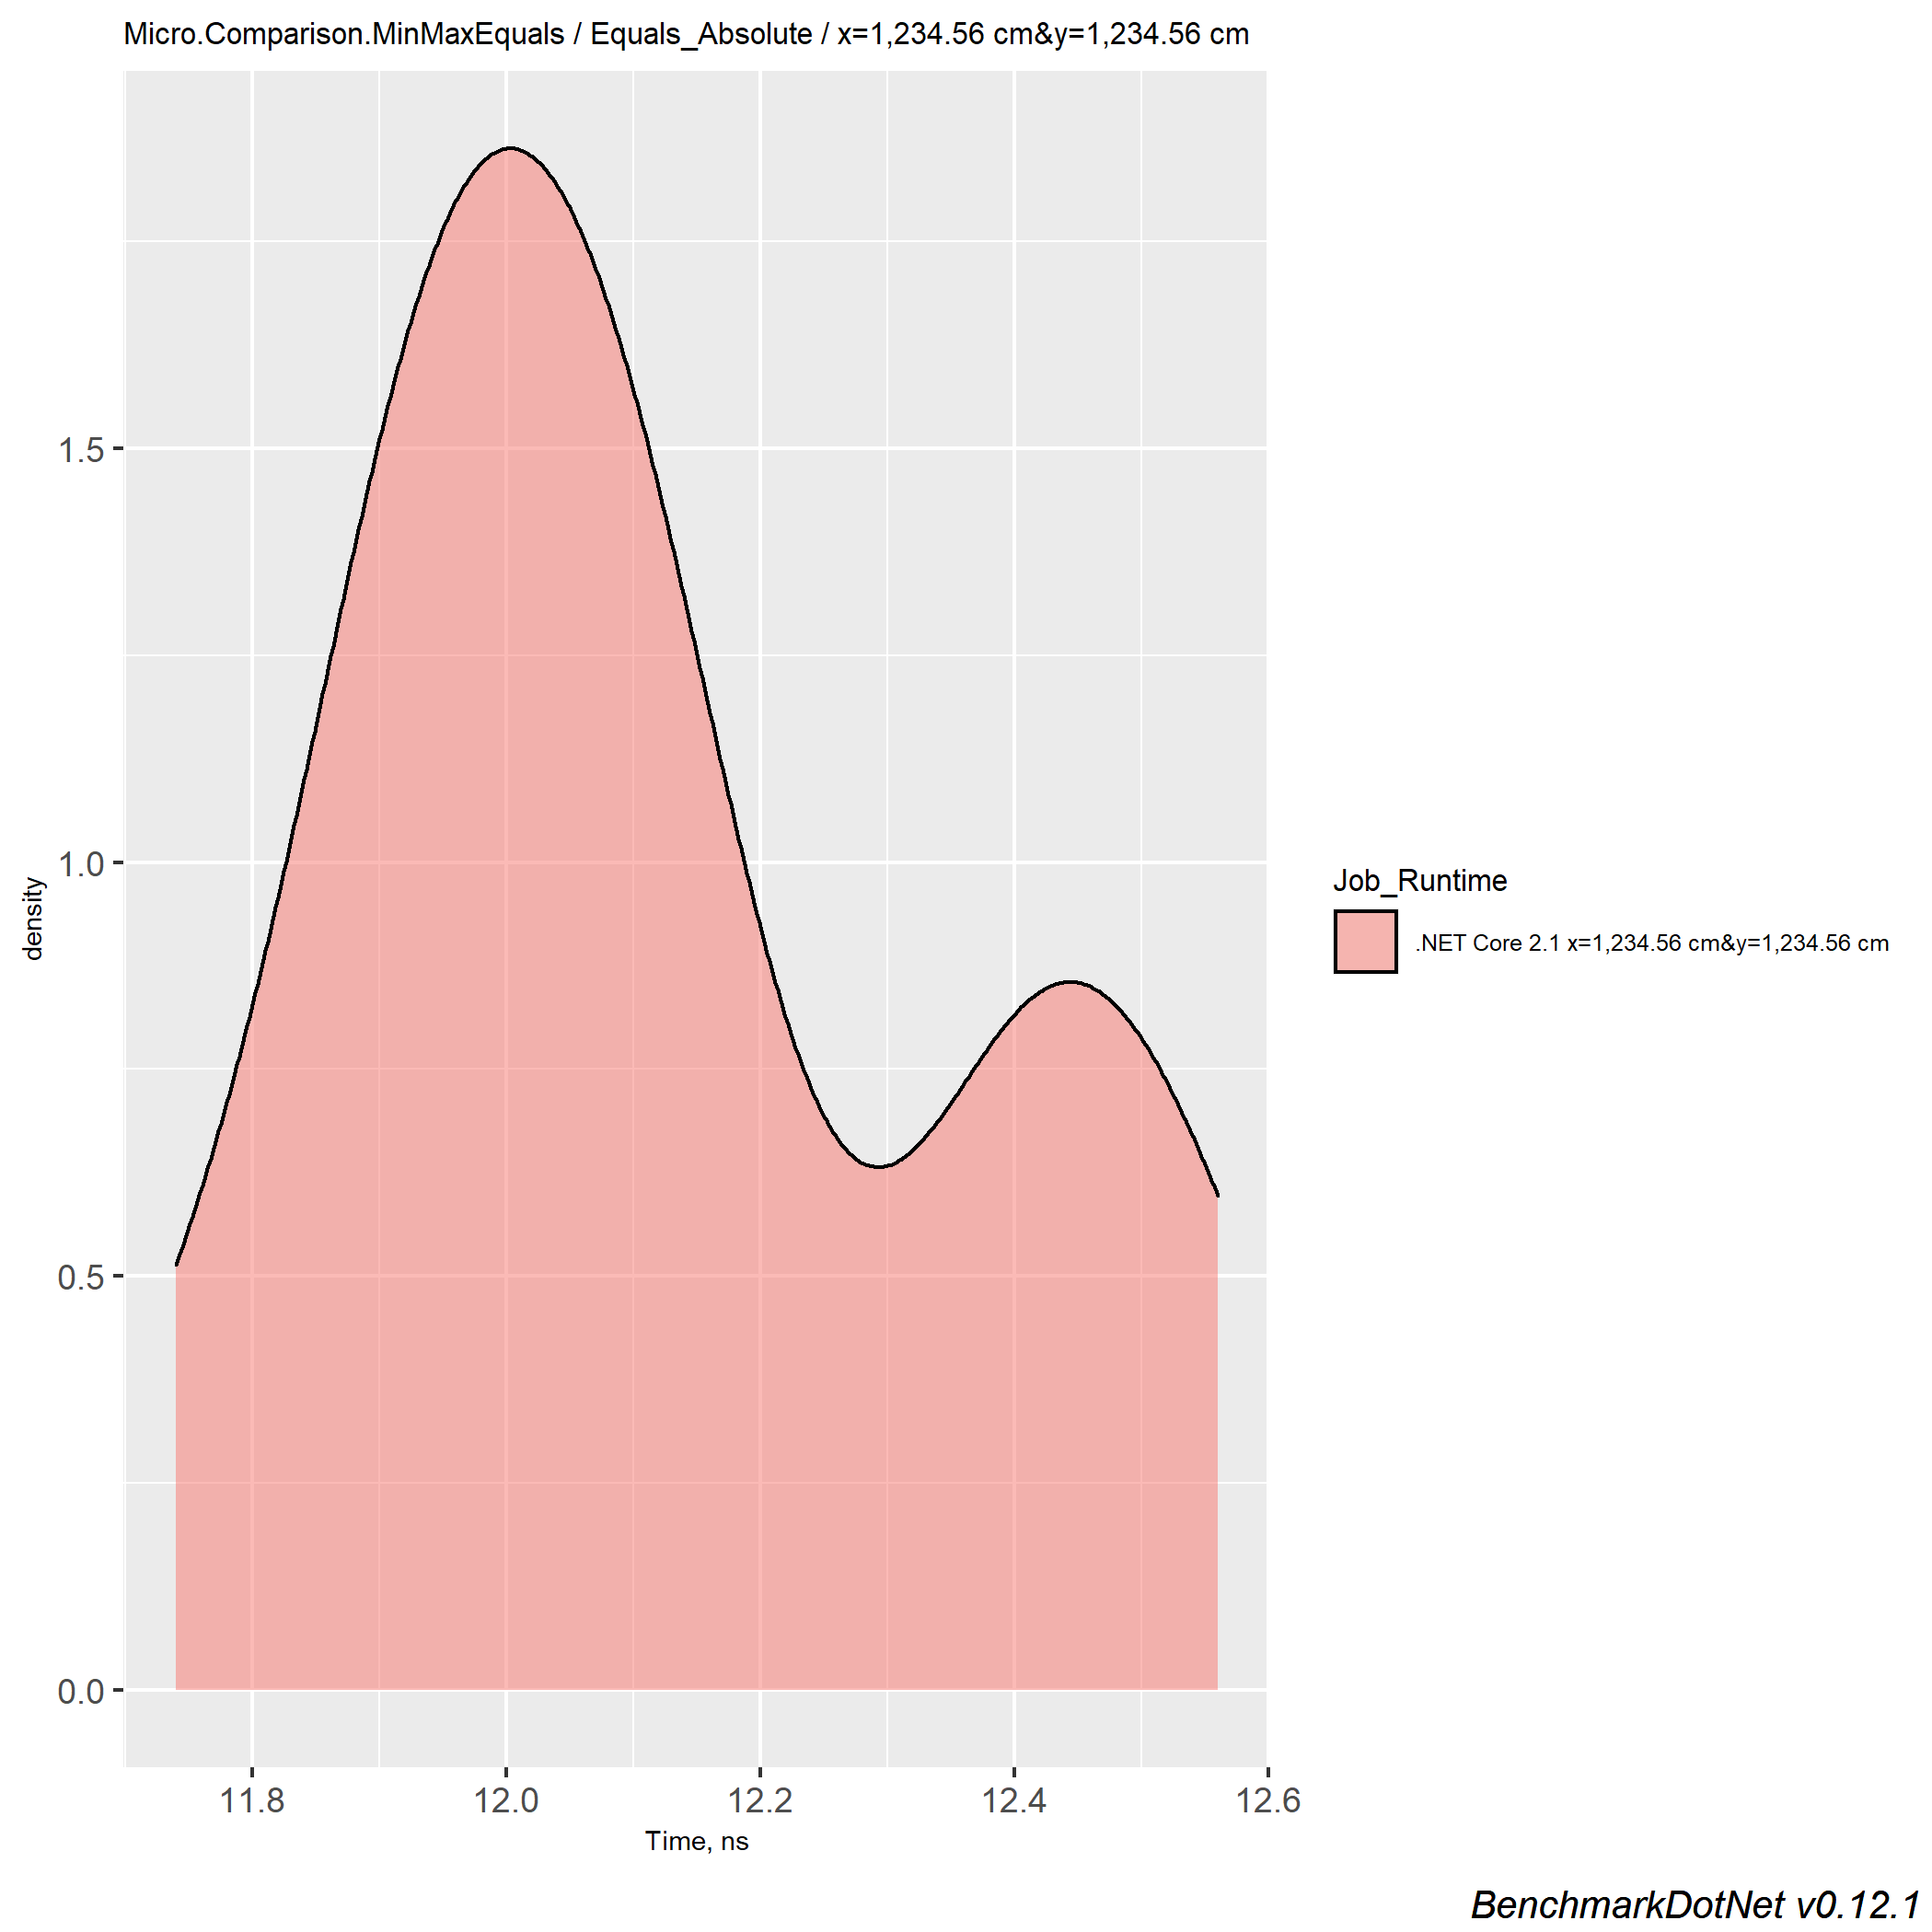 Micro.Comparison.MinMaxEquals / Equals_Absolute / x=1,234.56 cm&y=1,234.56 cm
density
1.5
1.0
0.5
0.0
11.8 12.0 12.2 12.4 12.6
Time, ns
Job_Runtime
.NET Core 2.1 x=1,234.56 cm&y=1,234.56 cm
BenchmarkDotNet v0.12.1